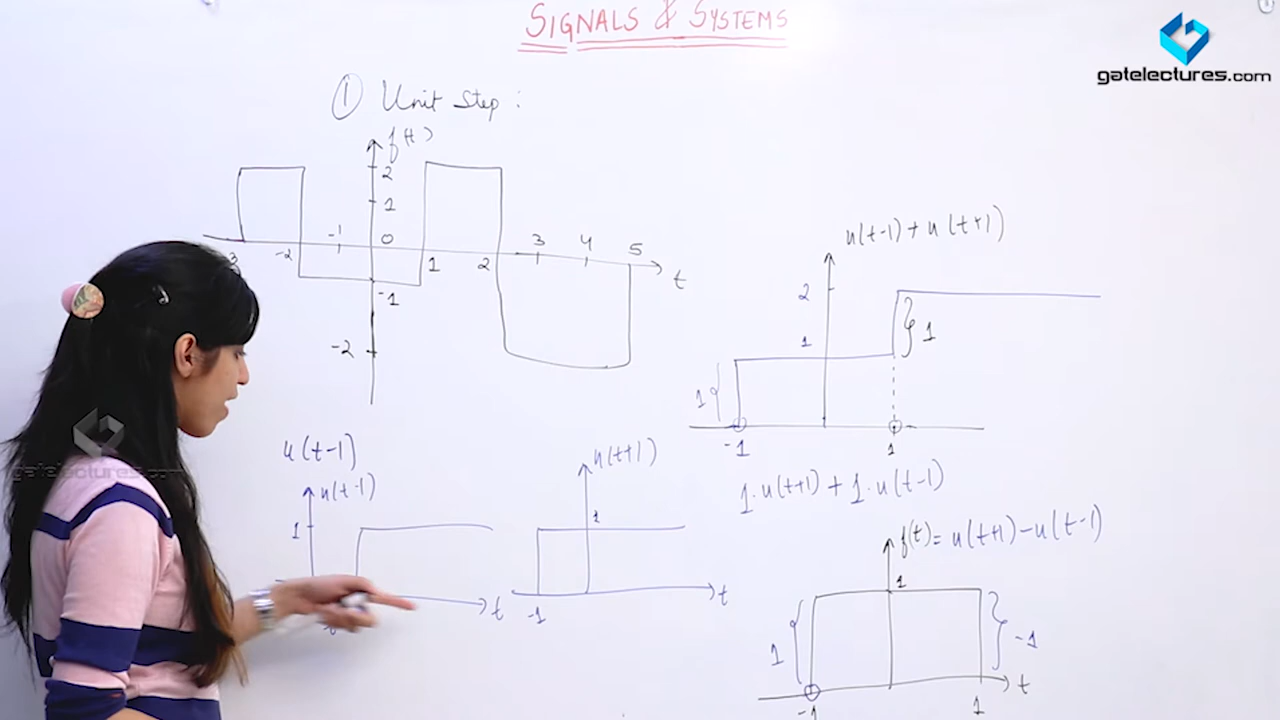 SIGNALS & SYSTEMS
gatelectures.com
① Unit Step :
f(t)
2
1
-1
0
-2
3
1
2
3
4
5
t
-1
-2
u(t-1) + u(t+1)
2
1
1
1
-1
1
1·u(t+1) + 1·u(t-1)
u(t-1)
u(t-1)
1
t
u(t+1)
1
-1
t
f(t) = u(t+1) - u(t-1)
1
1
-1
-1
1
t
gatelectures.com